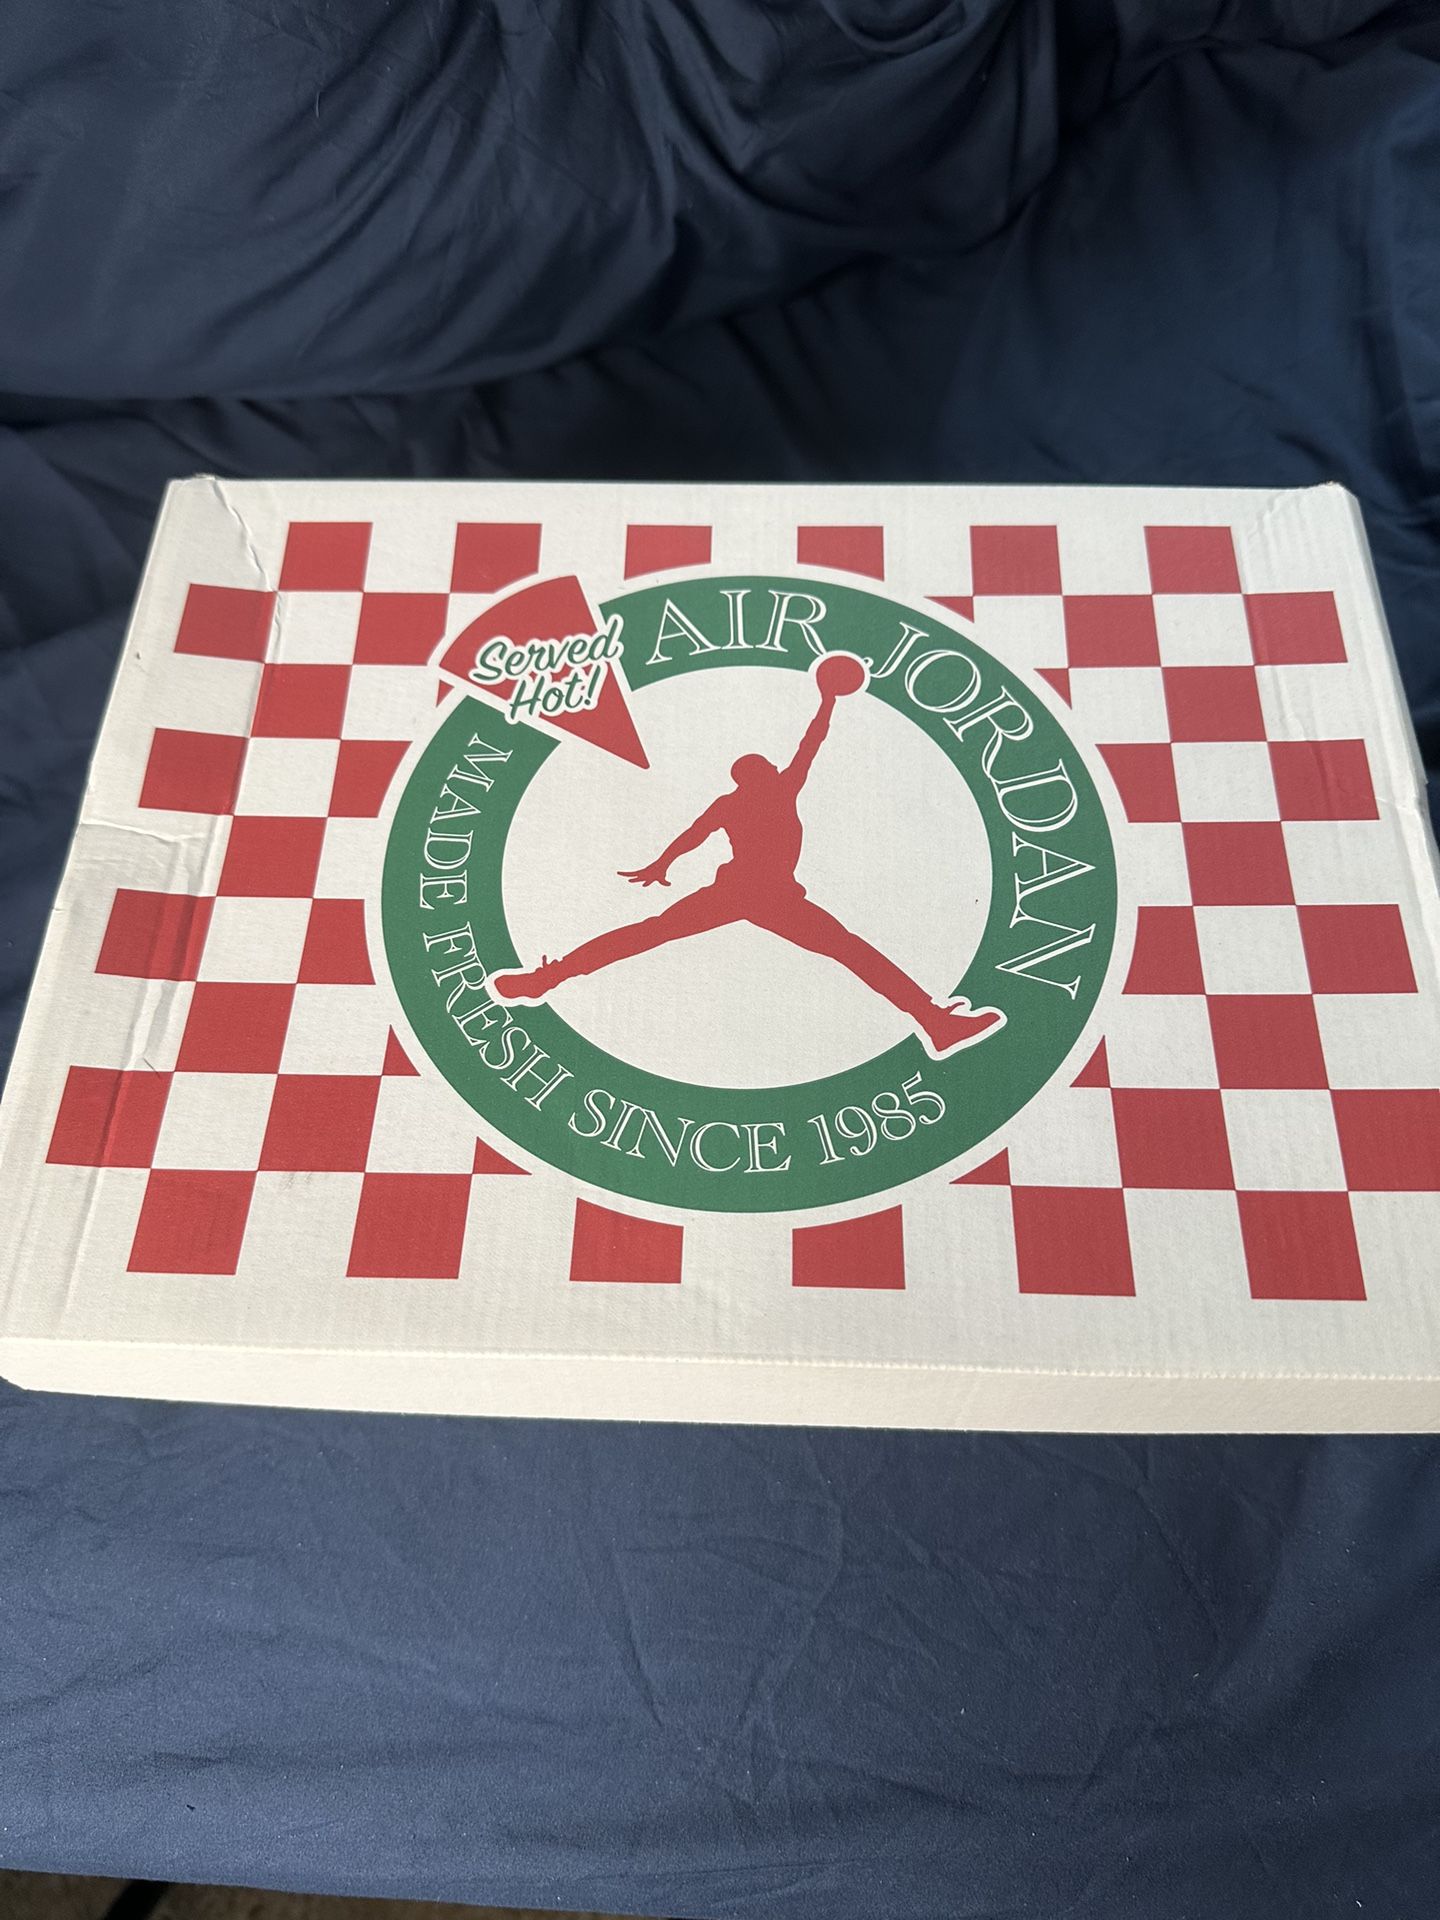 Served
Hot!
AIR JORDAN
MADE FRESH SINCE 1985